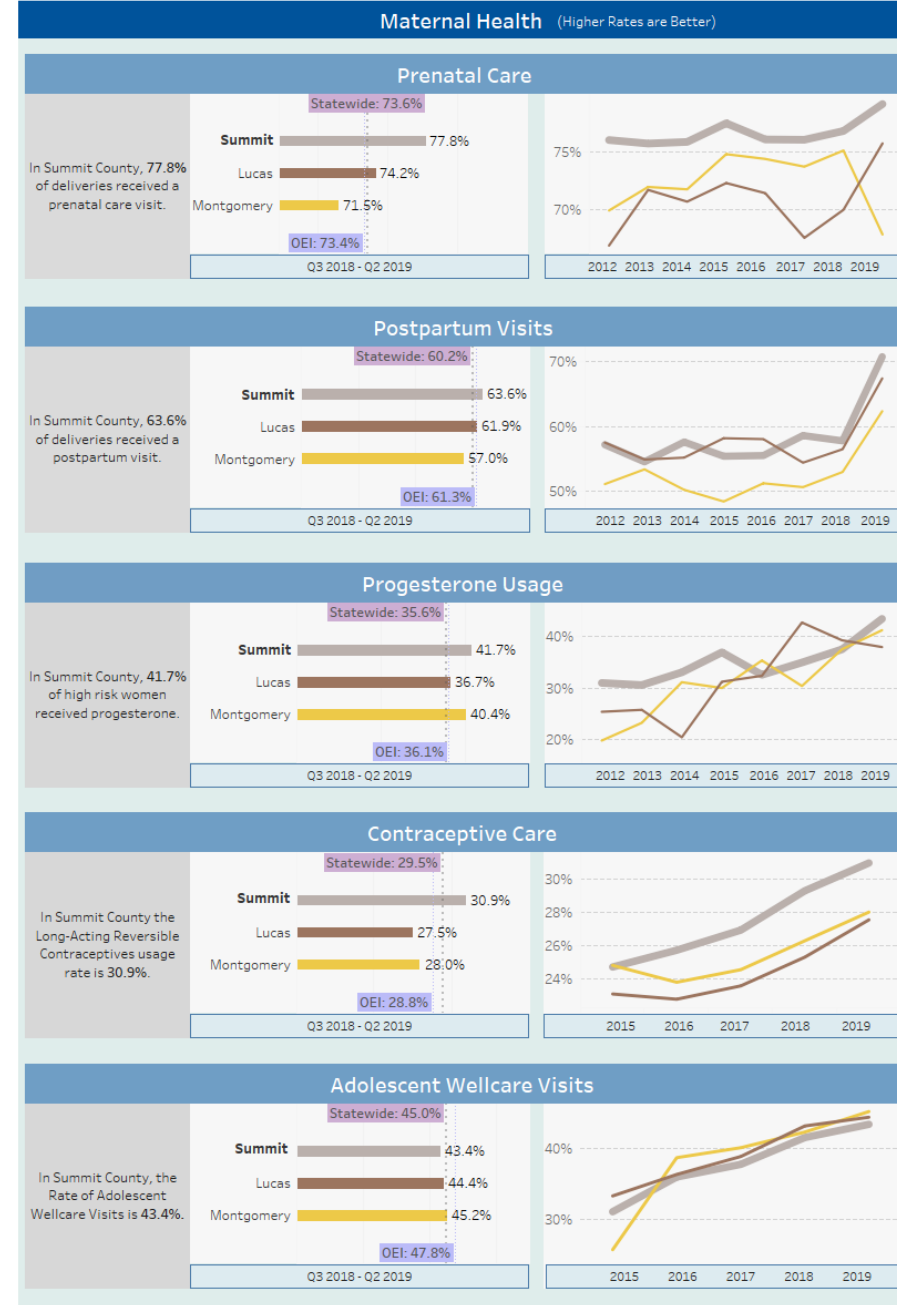 Maternal Health (Higher Rates are Better)
Prenatal Care
In Summit County, 77.8%
of deliveries received a
prenatal care visit.
Statewide: 73.6%
Summit 77.8%
Lucas 74.2%
Montgomery 71.5%
OEI: 73.4%
Q3 2018 - Q2 2019
75%
70%
2012 2013 2014 2015 2016 2017 2018 2019
Postpartum Visits
In Summit County, 63.6%
of deliveries received a
postpartum visit.
Statewide: 60.2%
Summit 63.6%
Lucas 61.9%
Montgomery 57.0%
OEI: 61.3%
Q3 2018 - Q2 2019
70%
60%
50%
2012 2013 2014 2015 2016 2017 2018 2019
Progesterone Usage
In Summit County, 41.7%
of high risk women
received progesterone.
Statewide: 35.6%
Summit 41.7%
Lucas 36.7%
Montgomery 40.4%
OEI: 36.1%
Q3 2018 - Q2 2019
40%
30%
20%
2012 2013 2014 2015 2016 2017 2018 2019
Contraceptive Care
In Summit County the
Long-Acting Reversible
Contraceptives usage
rate is 30.9%.
Statewide: 29.5%
Summit 30.9%
Lucas 27.5%
Montgomery 28.0%
OEI: 28.8%
Q3 2018 - Q2 2019
30%
28%
26%
24%
2015 2016 2017 2018 2019
Adolescent Wellcare Visits
In Summit County, the
Rate of Adolescent
Wellcare Visits is 43.4%.
Statewide: 45.0%
Summit 43.4%
Lucas 44.4%
Montgomery 45.2%
OEI: 47.8%
Q3 2018 - Q2 2019
40%
30%
2015 2016 2017 2018 2019